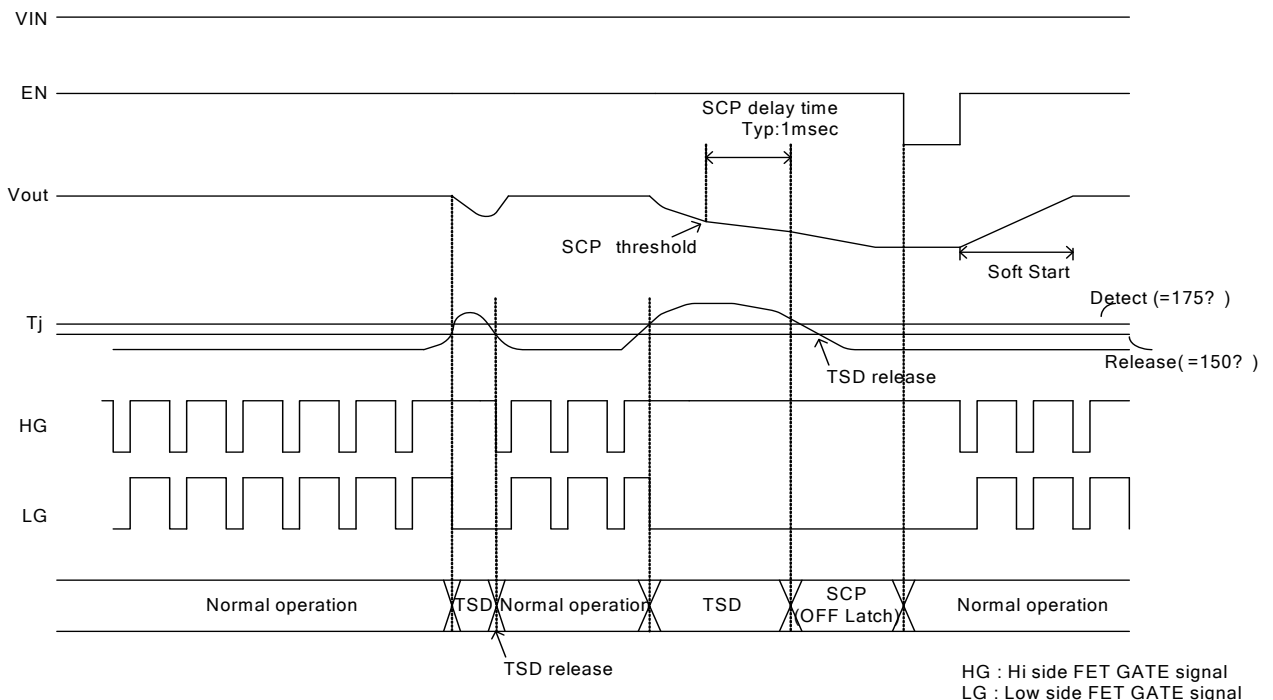 VIN
EN
SCP delay time
Typ:1msec
Vout
SCP threshold
Soft Start
Detect (=175? )
Tj
Release( =150? )
TSD release
HG
LG
Normal operation
TSD
Normal operation
TSD
SCP
(OFF Latch)
Normal operation
TSD release
HG : Hi side FET GATE signal
LG : Low side FET GATE signal